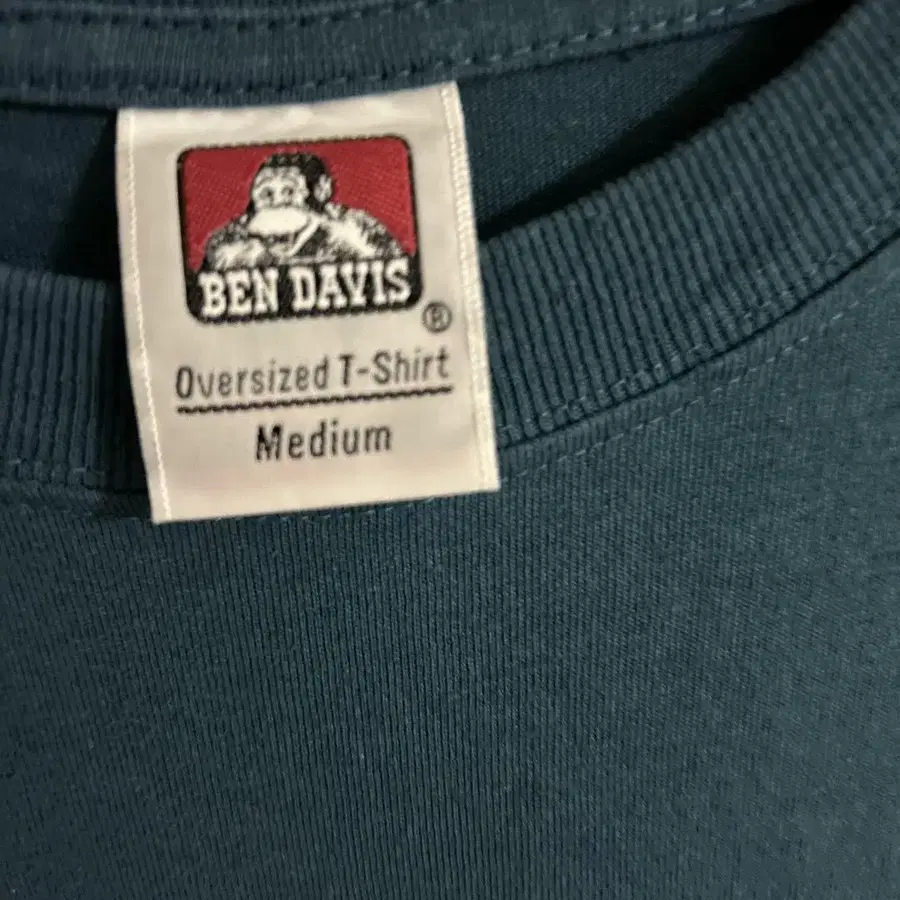 BEN DAVIS
®
Oversized T-Shirt
Medium